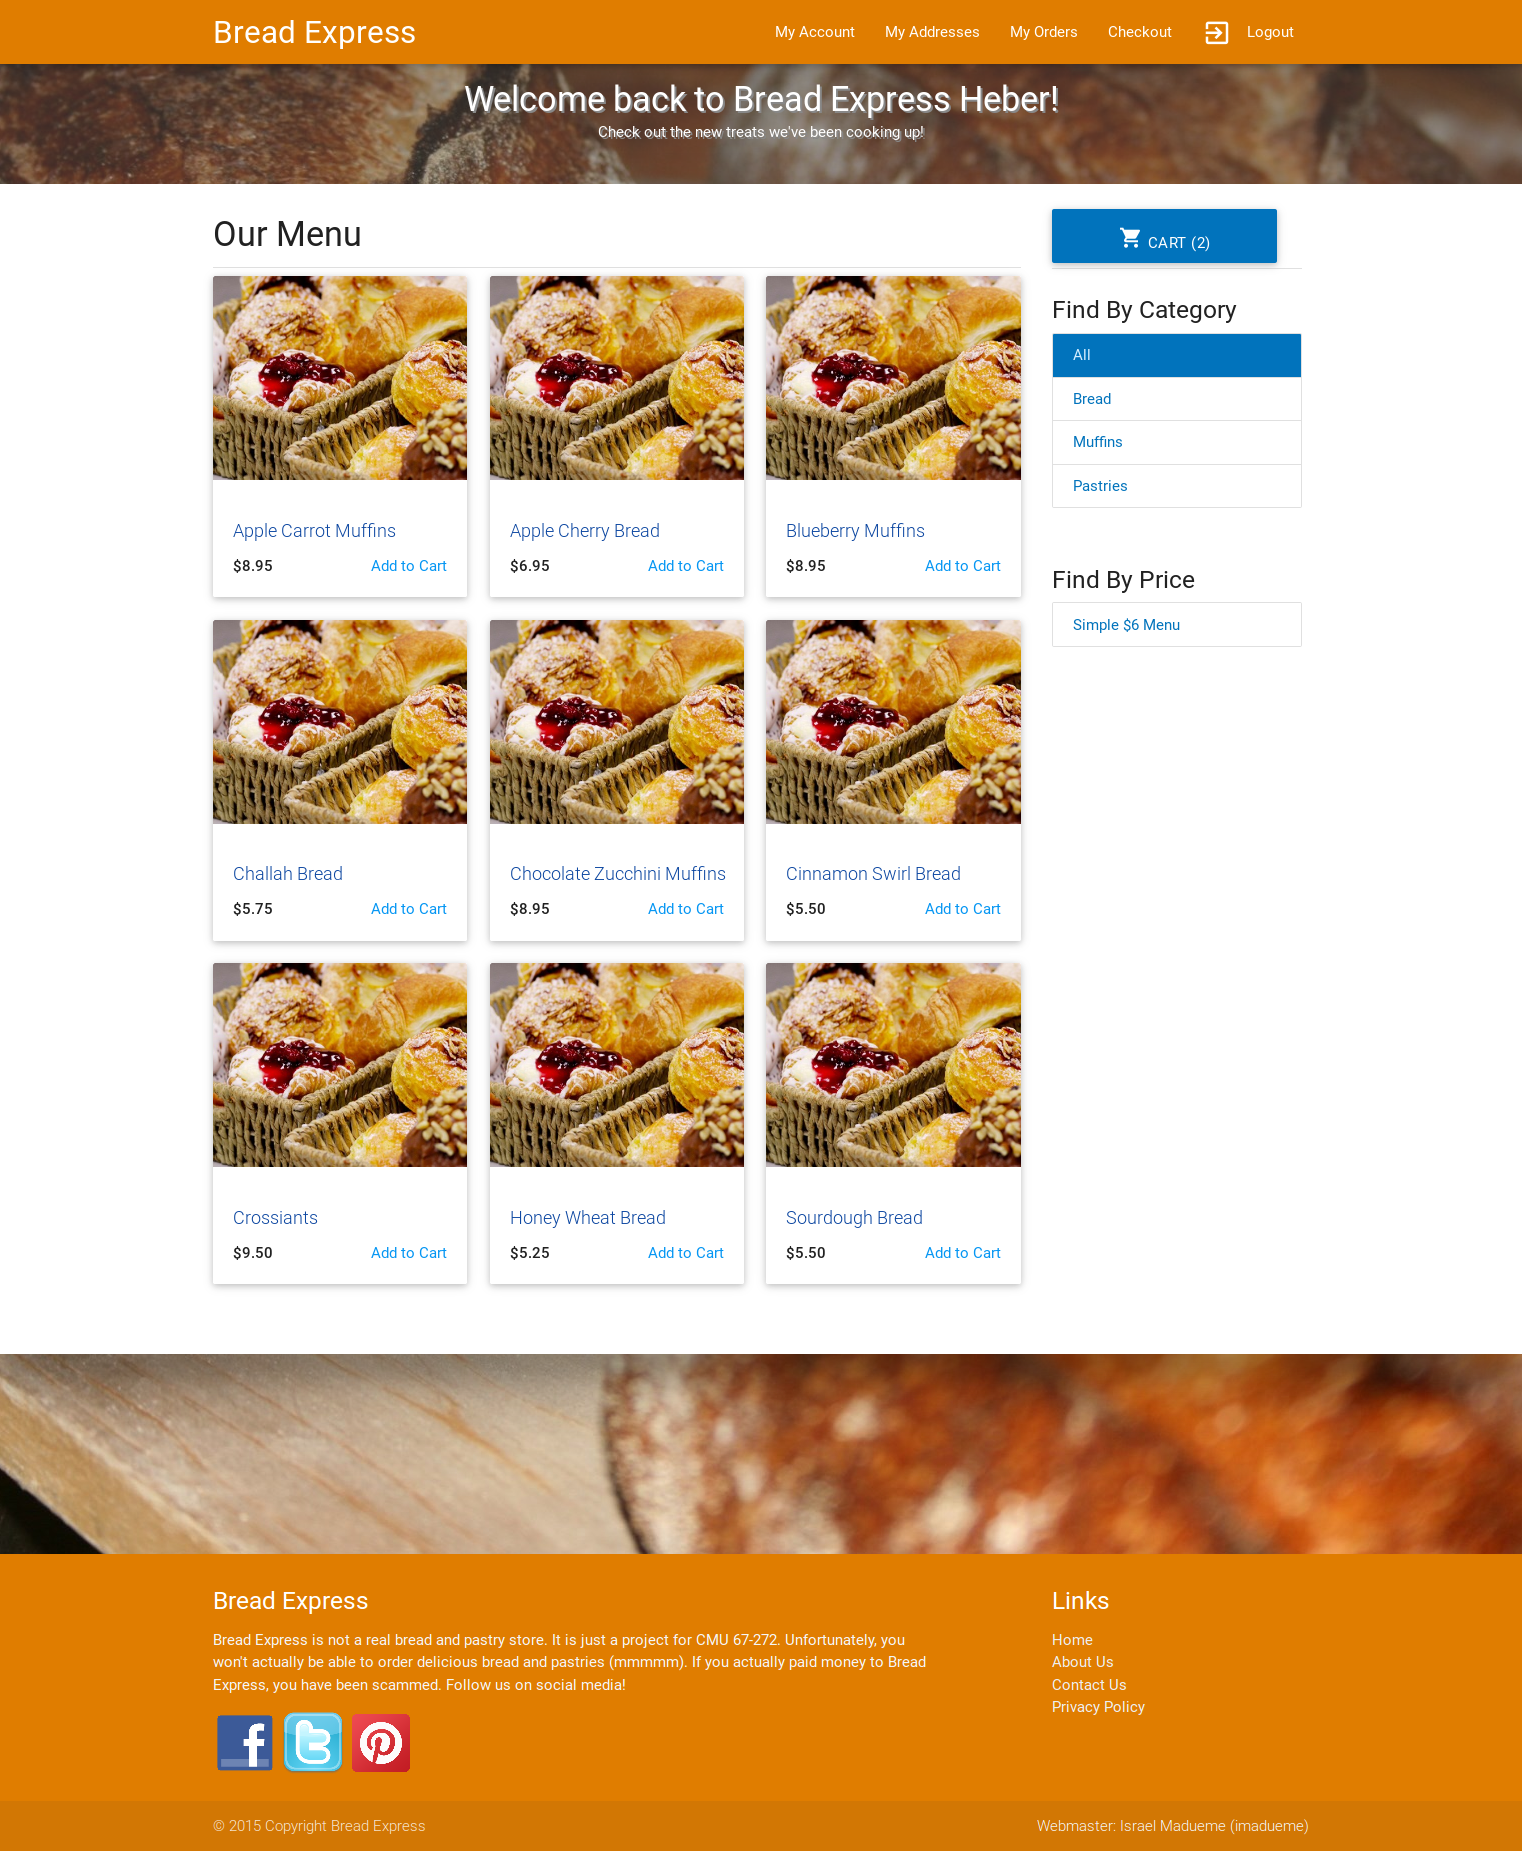 Bread Express
My Account
My Addresses
My Orders
Checkout
Logout
Welcome back to Bread Express Heber!
Check out the new treats we've been cooking up!
Our Menu
CART (2)
Apple Carrot Muffins
$8.95 Add to Cart
Apple Cherry Bread
$6.95 Add to Cart
Blueberry Muffins
$8.95 Add to Cart
Challah Bread
$5.75 Add to Cart
Chocolate Zucchini Muffins
$8.95 Add to Cart
Cinnamon Swirl Bread
$5.50 Add to Cart
Crossiants
$9.50 Add to Cart
Honey Wheat Bread
$5.25 Add to Cart
Sourdough Bread
$5.50 Add to Cart
Find By Category
All
Bread
Muffins
Pastries
Find By Price
Simple $6 Menu
Bread Express
Bread Express is not a real bread and pastry store. It is just a project for CMU 67-272. Unfortunately, you
won't actually be able to order delicious bread and pastries (mmmmm). If you actually paid money to Bread
Express, you have been scammed. Follow us on social media!
Links
Home
About Us
Contact Us
Privacy Policy
© 2015 Copyright Bread Express
Webmaster: Israel Madueme (imadueme)